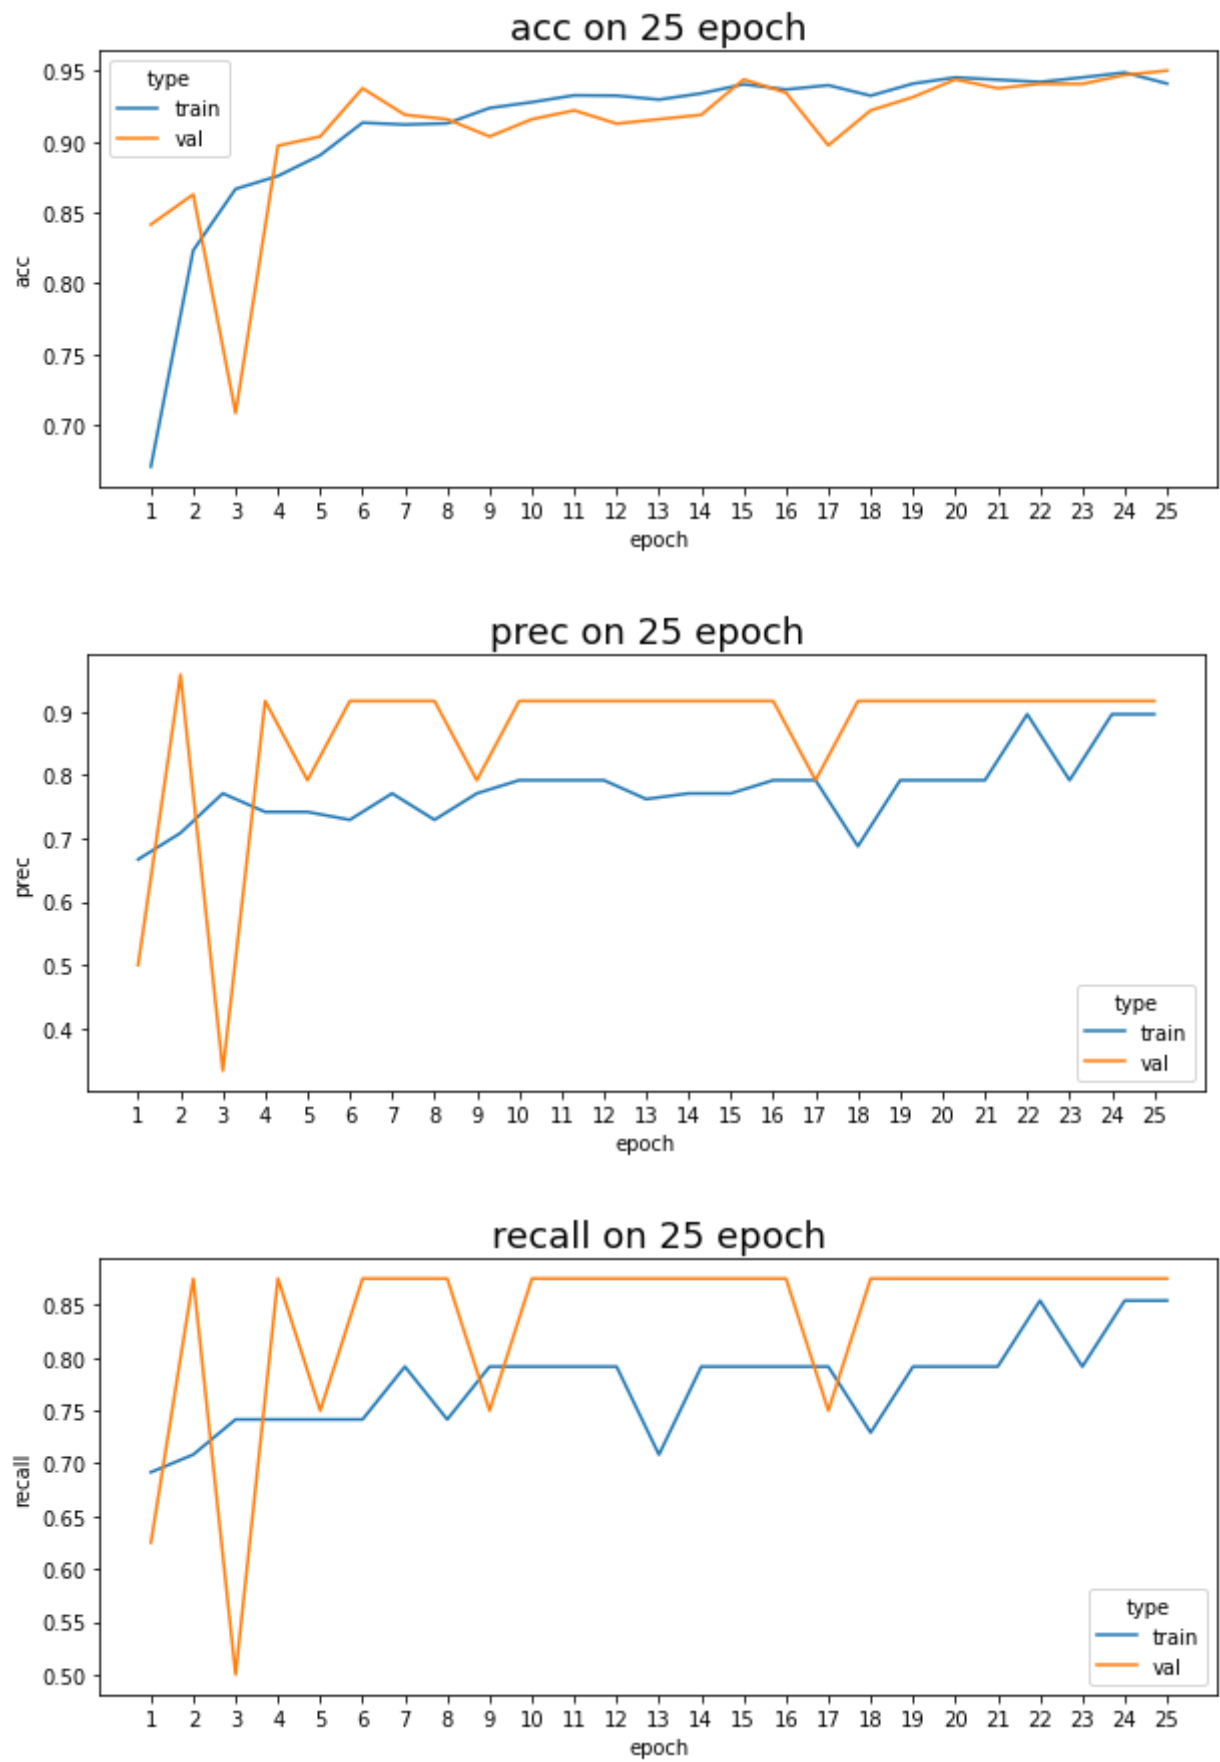 acc on 25 epoch
type
train
val
0.95
0.90
0.85
0.80
0.75
0.70
acc
1 2 3 4 5 6 7 8 9 10 11 12 13 14 15 16 17 18 19 20 21 22 23 24 25
epoch
prec on 25 epoch
0.9
0.8
0.7
0.6
0.5
0.4
prec
type
train
val
1 2 3 4 5 6 7 8 9 10 11 12 13 14 15 16 17 18 19 20 21 22 23 24 25
epoch
recall on 25 epoch
0.85
0.80
0.75
0.70
0.65
0.60
0.55
0.50
recall
type
train
val
1 2 3 4 5 6 7 8 9 10 11 12 13 14 15 16 17 18 19 20 21 22 23 24 25
epoch